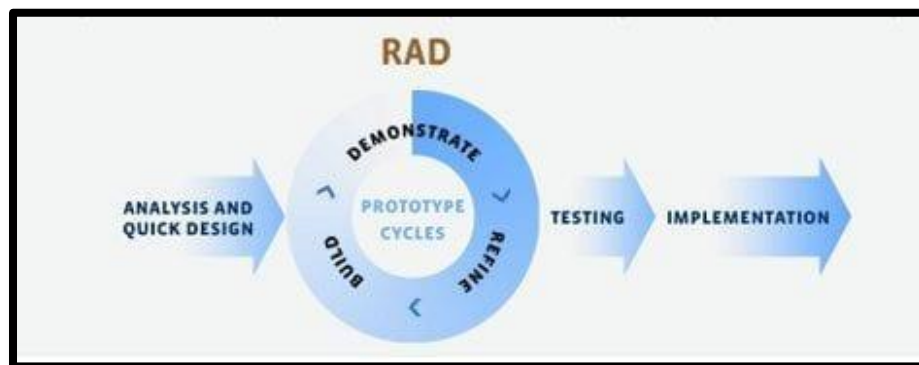 RAD
ANALYSIS AND
QUICK DESIGN
DEMONSTRATE
PROTOTYPE
CYCLES
BUILD
REFINE
TESTING
IMPLEMENTATION